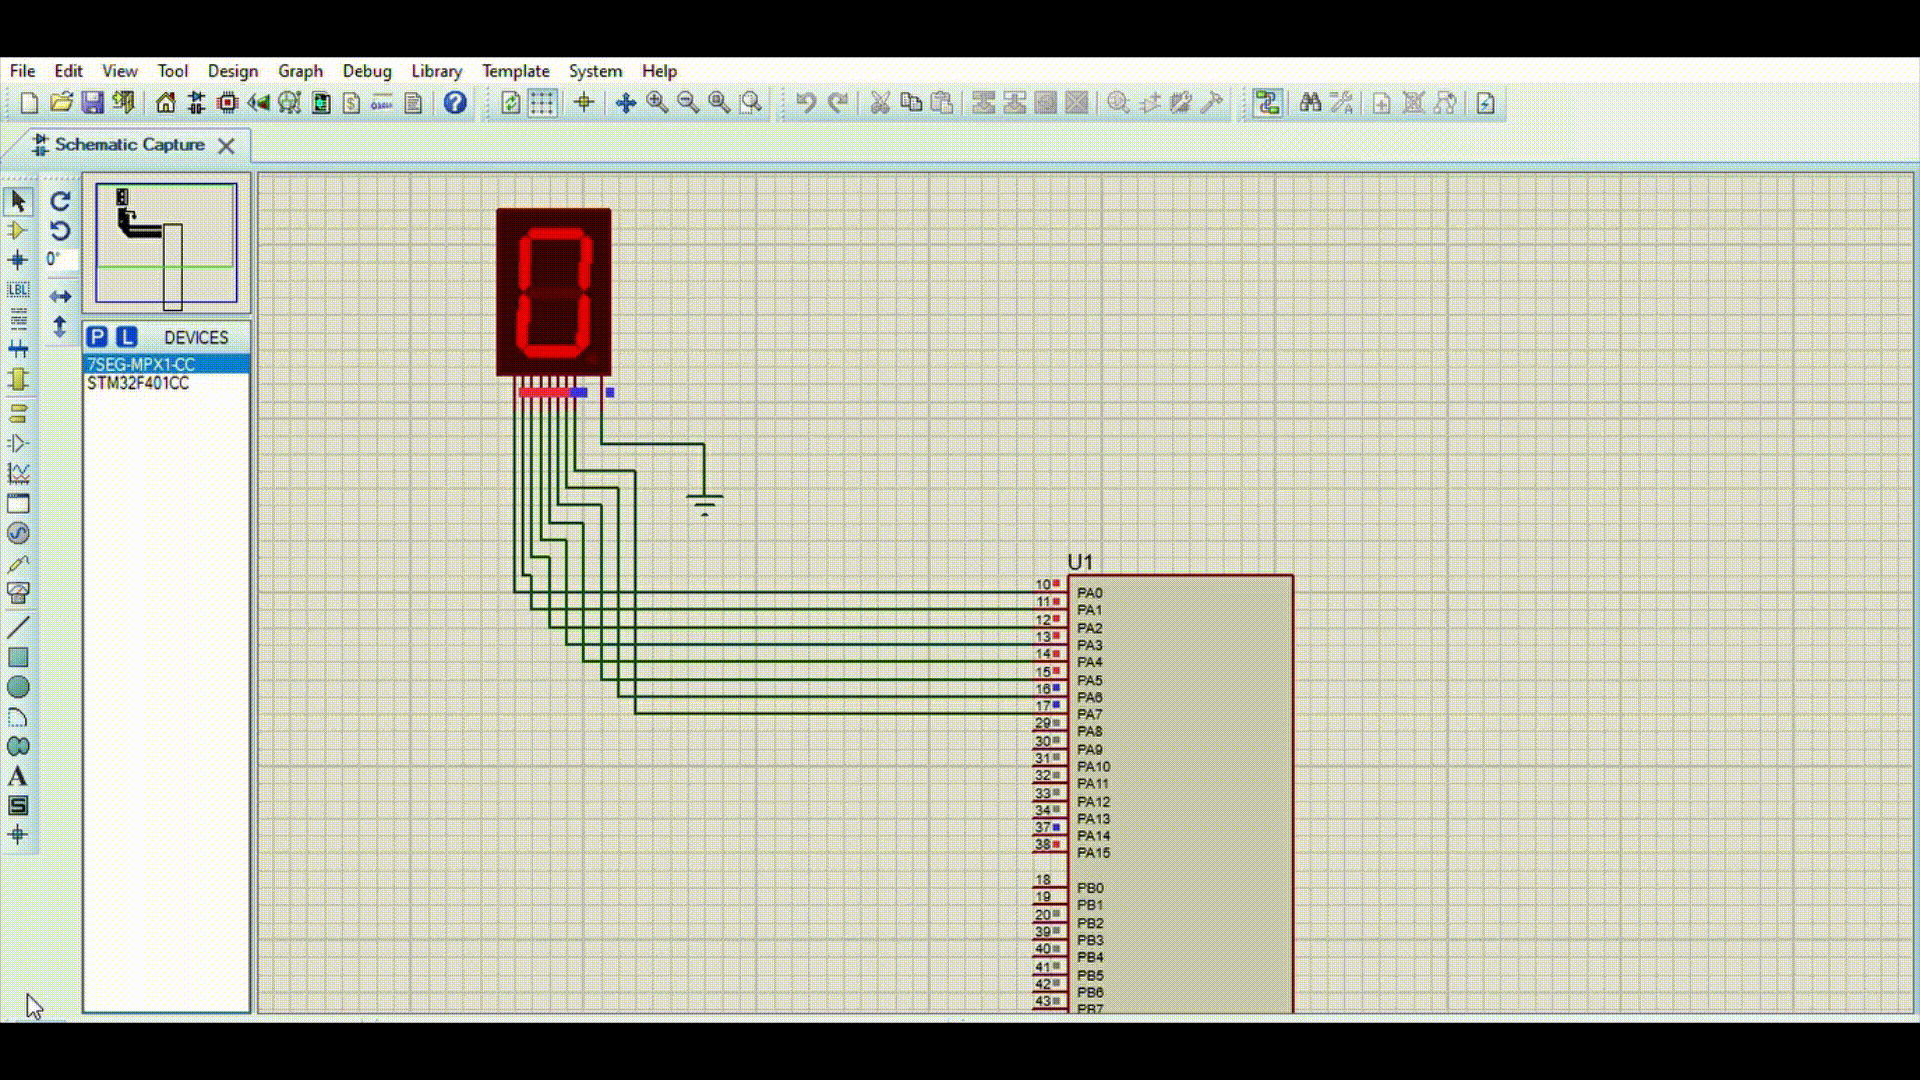 File Edit View Tool Design Graph Debug Library Template System Help
Schematic Capture
0°
LBL
P L DEVICES
7SEG-MPX1-CC
STM32F401CC
A
S
U1
10 PA0
11 PA1
12 PA2
13 PA3
14 PA4
15 PA5
16 PA6
17 PA7
29 PA8
30 PA9
31 PA10
32 PA11
33 PA12
34 PA13
37 PA14
38 PA15
18 PB0
19 PB1
20 PB2
39 PB3
40 PB4
41 PB5
42 PB6
43 PB7